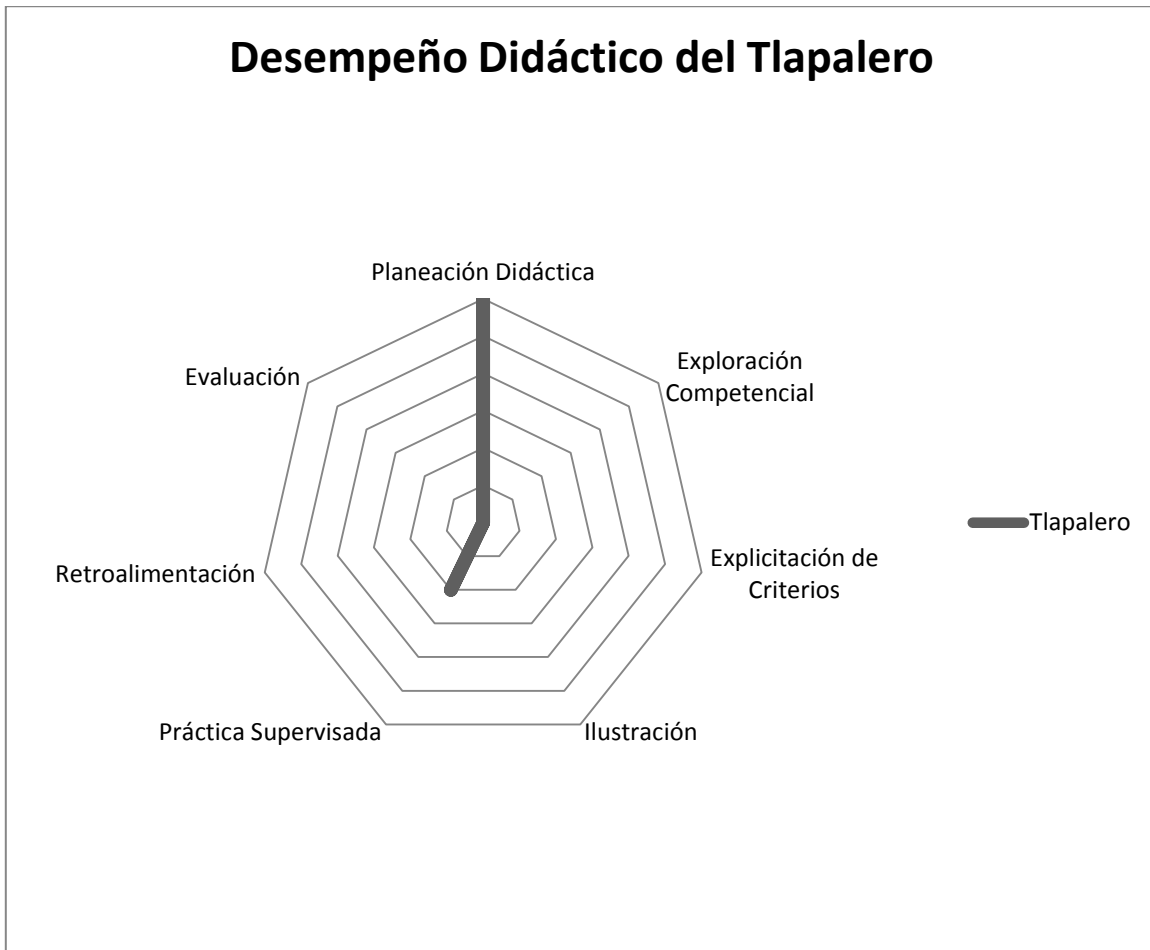 Desempeño Didáctico del Tlapalero
Planeación Didáctica
Exploración
Competencial
Explicitación de
Criterios
Ilustración
Práctica Supervisada
Retroalimentación
Evaluación
Tlapalero